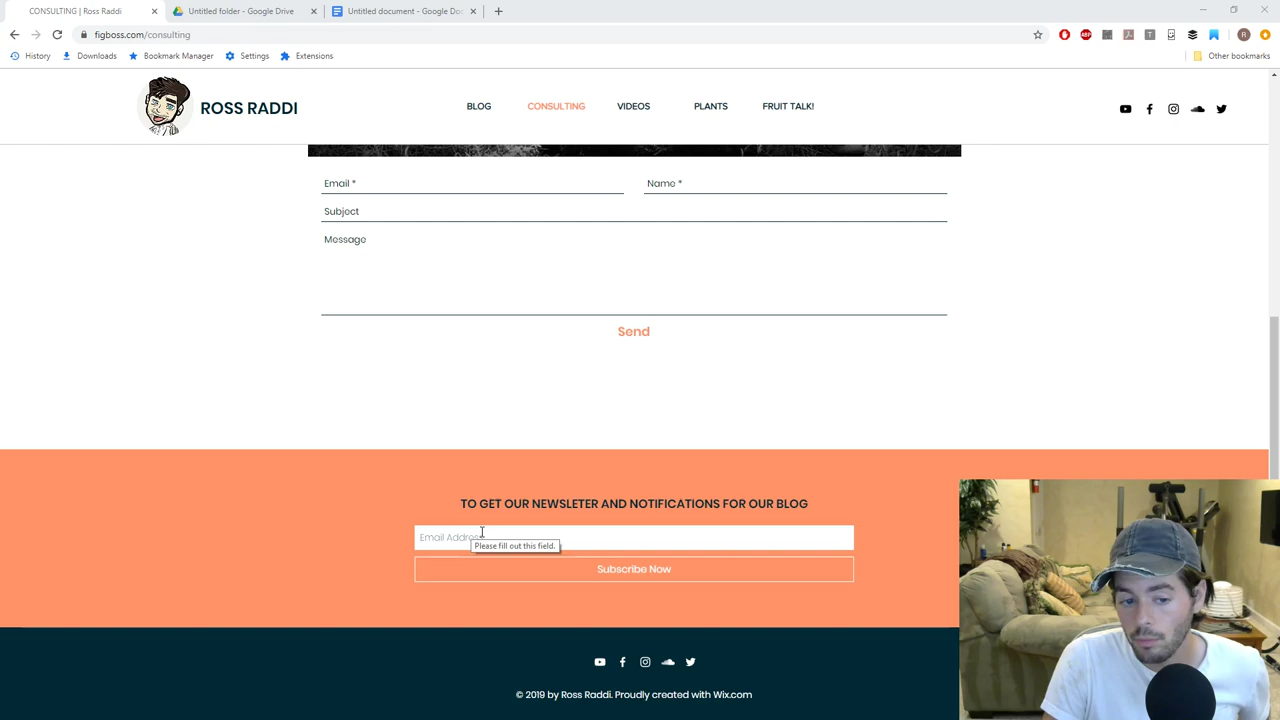 CONSULTING | Ross Raddi
Untitled folder - Google Drive
Untitled document - Google Doc
figboss.com/consulting
History
Downloads
Bookmark Manager
Settings
Extensions
Other bookmarks
ROSS RADDI
BLOG
CONSULTING
VIDEOS
PLANTS
FRUIT TALK!
Email *
Name *
Subject
Message
Send
TO GET OUR NEWSLETER AND NOTIFICATIONS FOR OUR BLOG
Email Address
Please fill out this field.
Subscribe Now
© 2019 by Ross Raddi. Proudly created with Wix.com